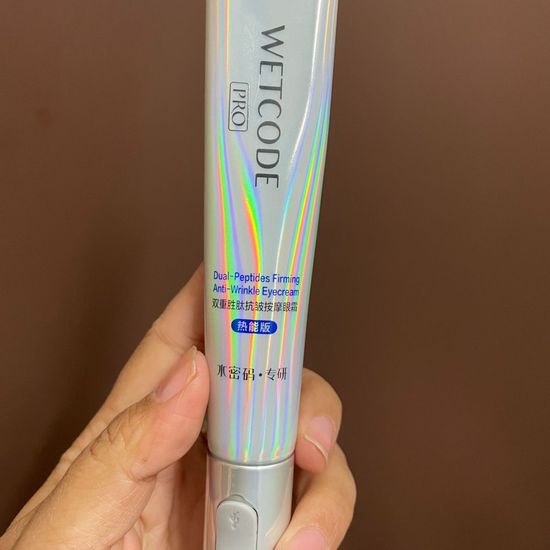 WETCODE
PRO
Dual-Peptides Firming
Anti-Wrinkle Eyecream
双重胜肽抗皱按摩眼霜
热能版
水密码·专研